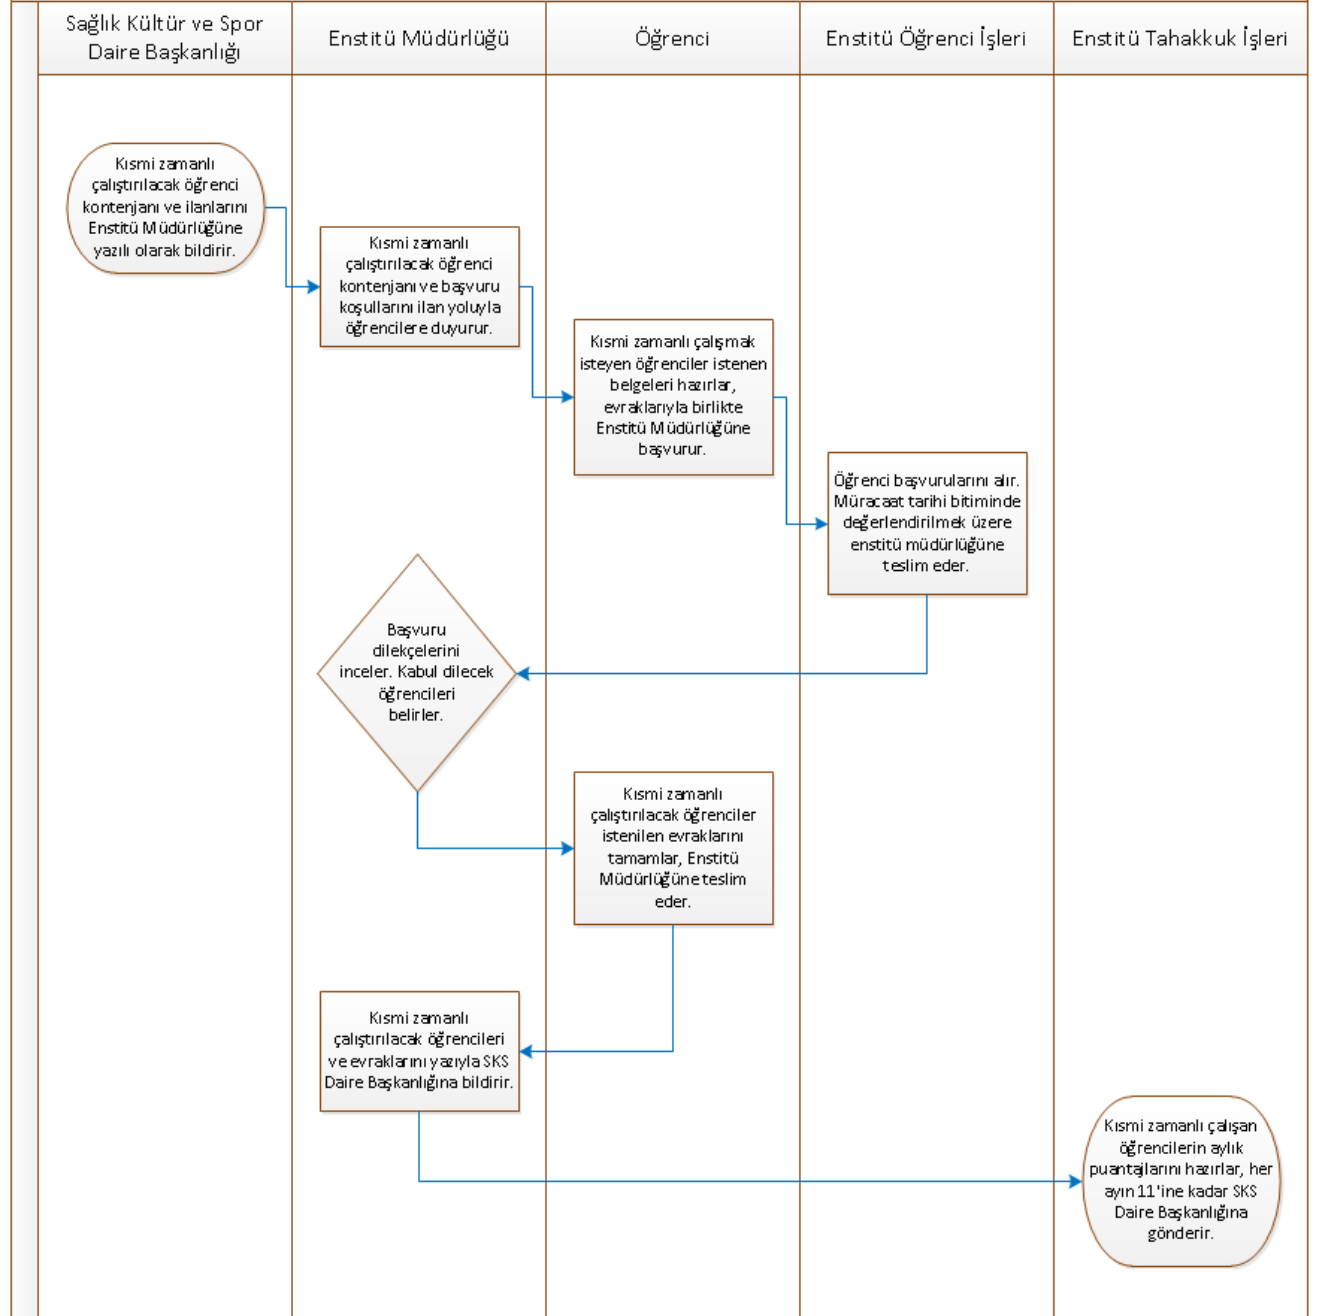 Sağlık Kültür ve Spor
Daire Başkanlığı
Enstitü Müdürlüğü
Öğrenci
Enstitü Öğrenci İşleri
Enstitü Tahakkuk İşleri
Kısmi zamanlı
çalıştırılacak öğrenci
kontenjanı ve ilanlarını
Enstitü Müdürlüğüne
yazılı olarak bildirir.
Kısmi zamanlı
çalıştırılacak öğrenci
kontenjanı ve başvuru
koşullarını ilan yoluyla
öğrencilere duyurur.
Kısmi zamanlı çalışmak
isteyen öğrenciler istenen
belgeleri hazırlar,
evraklarıyla birlikte
Enstitü Müdürlüğüne
başvurur.
Öğrenci başvurularını alır.
Müracaat tarihi bitiminde
değerlendirilmek üzere
enstitü müdürlüğüne
teslim eder.
Başvuru
dilekçelerini
inceler. Kabul dilecek
öğrencileri
belirler.
Kısmi zamanlı
çalıştırılacak öğrenciler
istenilen evraklarını
tamamlar, Enstitü
Müdürlüğüne teslim
eder.
Kısmi zamanlı
çalıştırılacak öğrencileri
ve evraklarını yazıyla SKS
Daire Başkanlığına bildirir.
Kısmi zamanlı çalışan
öğrencilerin aylık
puantajlarını hazırlar, her
ayın 11'ine kadar SKS
Daire Başkanlığına
gönderir.